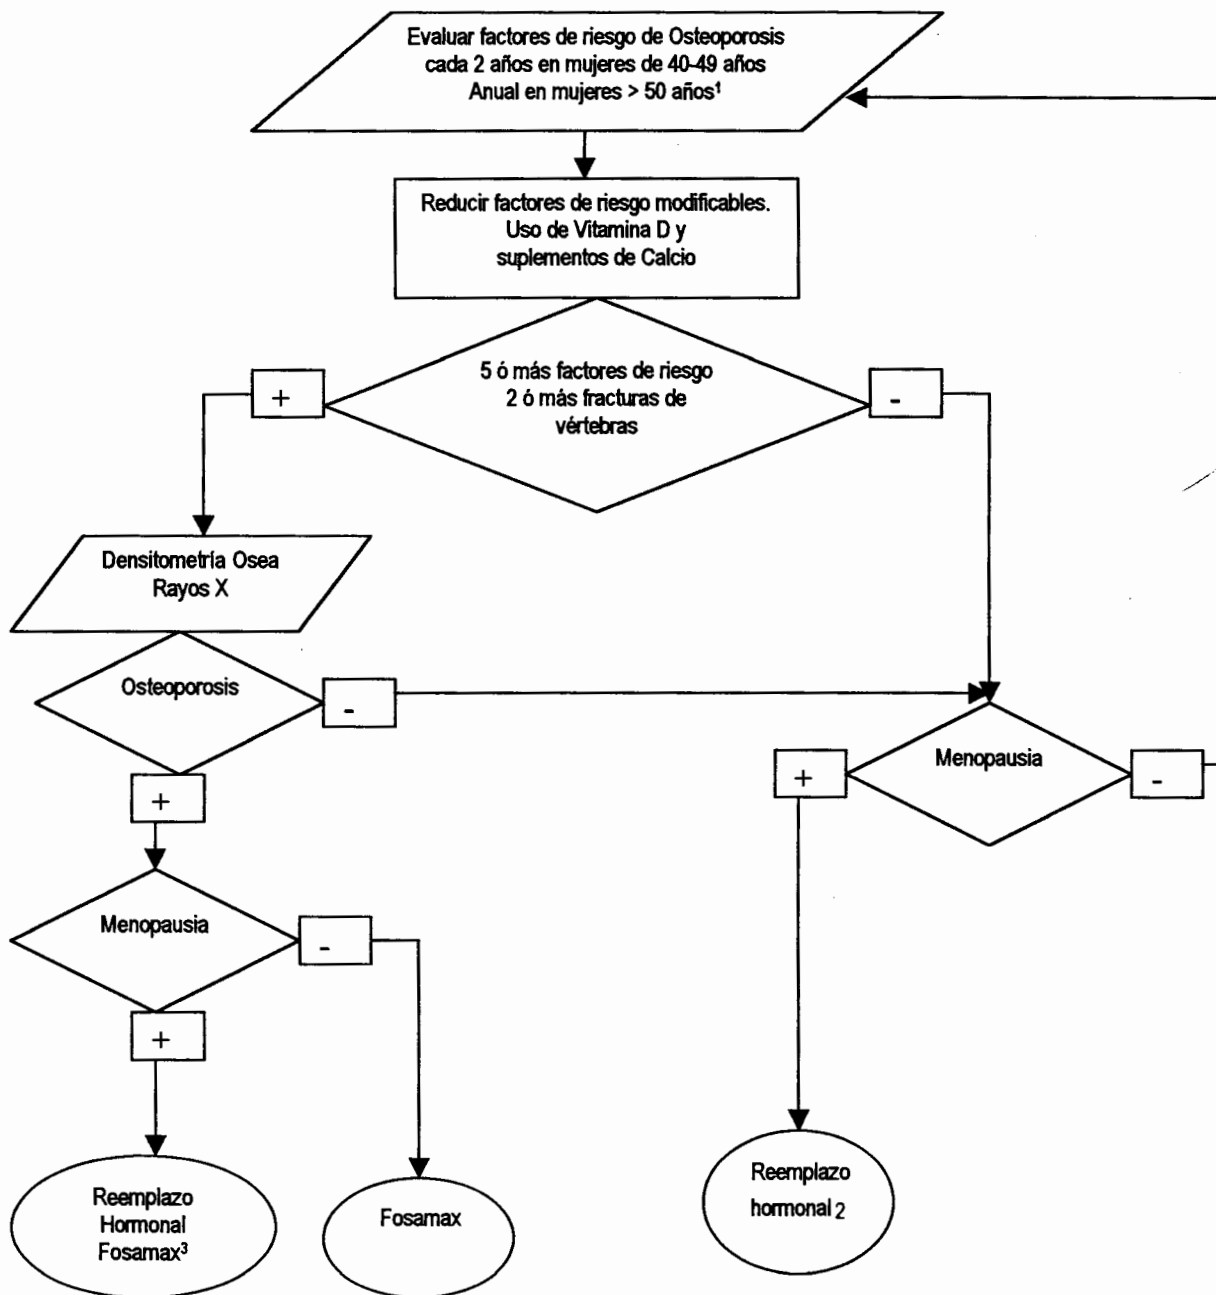 Evaluar factores de riesgo de Osteoporosis
cada 2 años en mujeres de 40-49 años
Anual en mujeres > 50 años¹
Reducir factores de riesgo modificables.
Uso de Vitamina D y
suplementos de Calcio
5 ó más factores de riesgo
2 ó más fracturas de
vértebras
+
-
Densitometría Osea
Rayos X
Osteoporosis
-
+
Menopausia
+
-
Menopausia
-
+
Reemplazo
Hormonal
Fosamax³
Fosamax
Reemplazo
hormonal 2